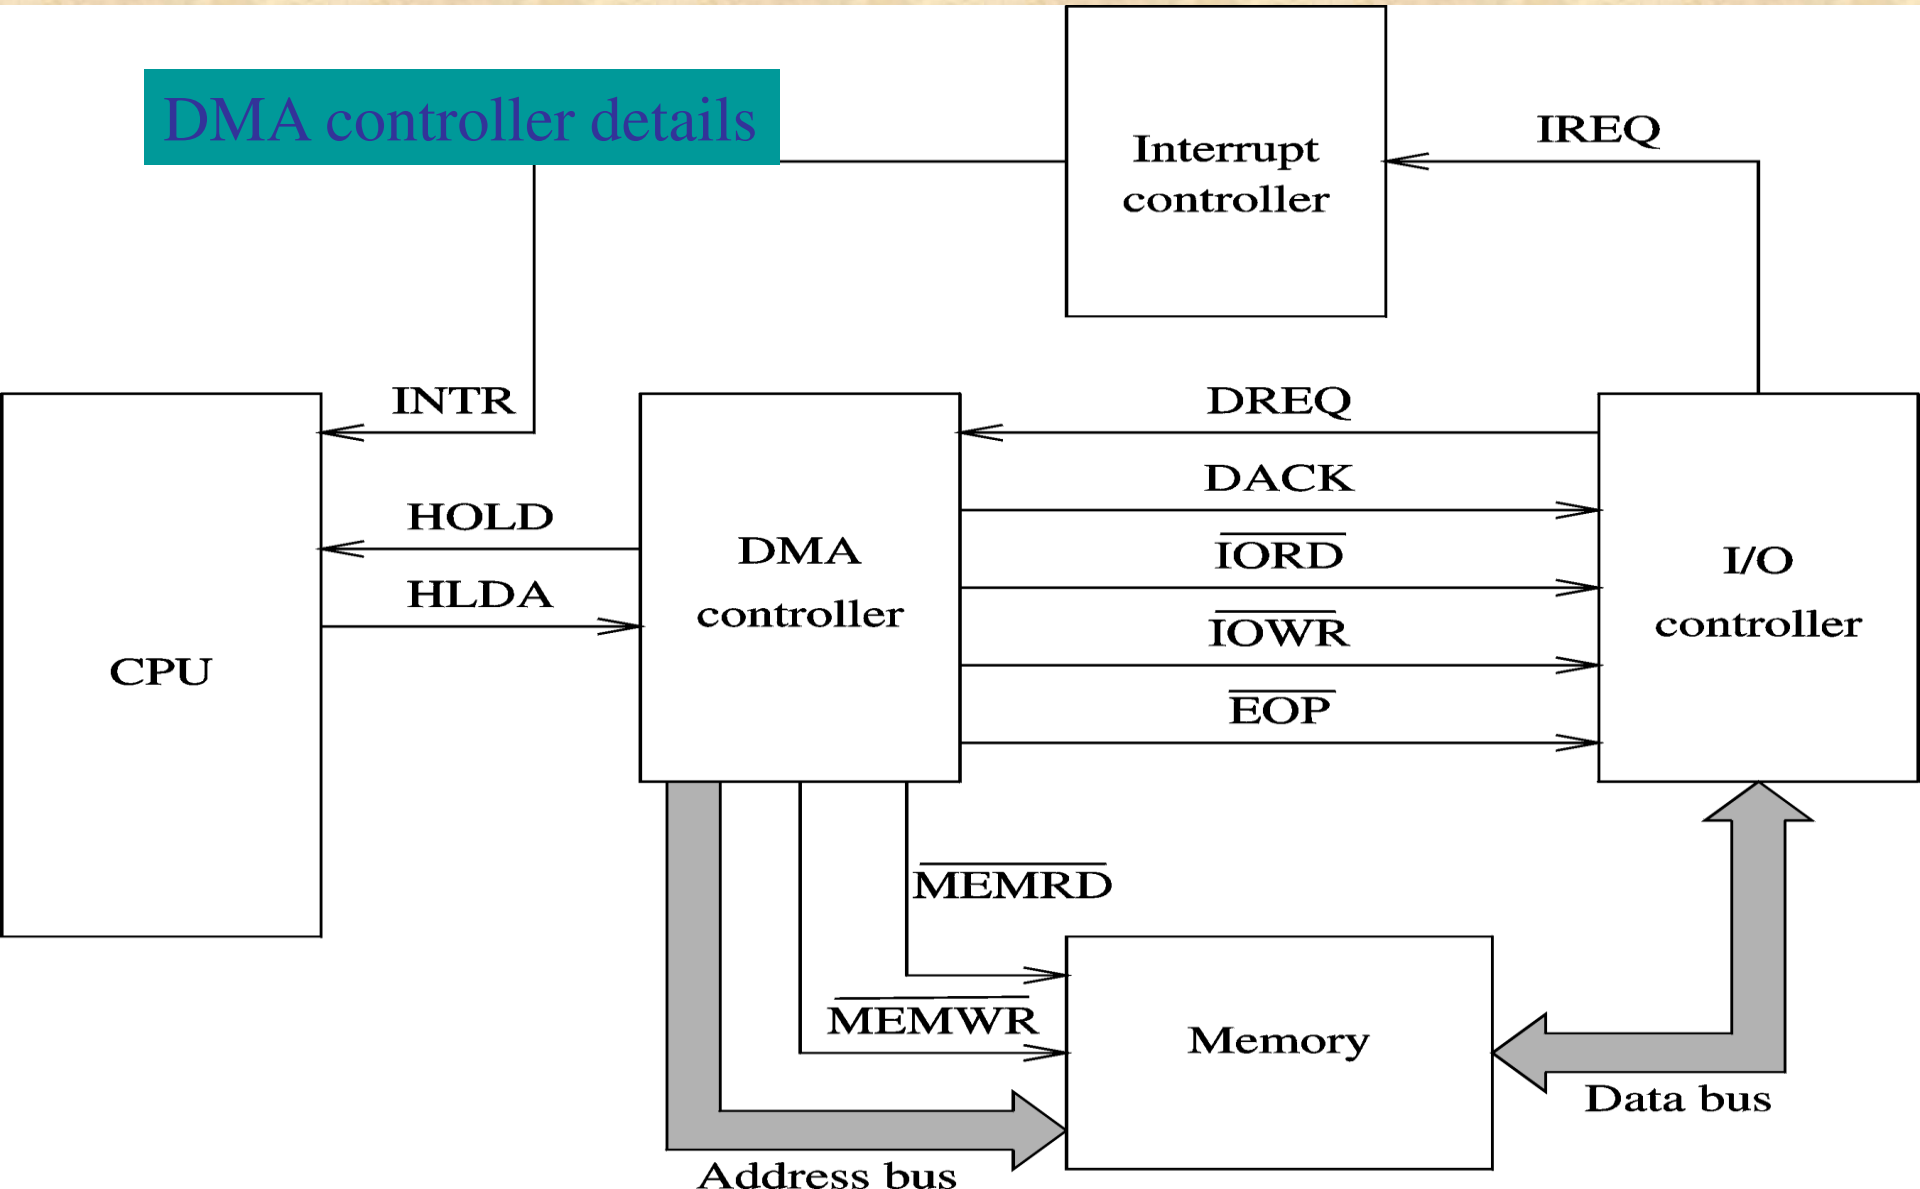 DMA controller details
Interrupt
controller
IREQ
INTR
DREQ
DACK
HOLD
IORD
DMA
controller
I/O
controller
HLDA
IOWR
CPU
EOP
MEMRD
MEMWR
Memory
Data bus
Address bus